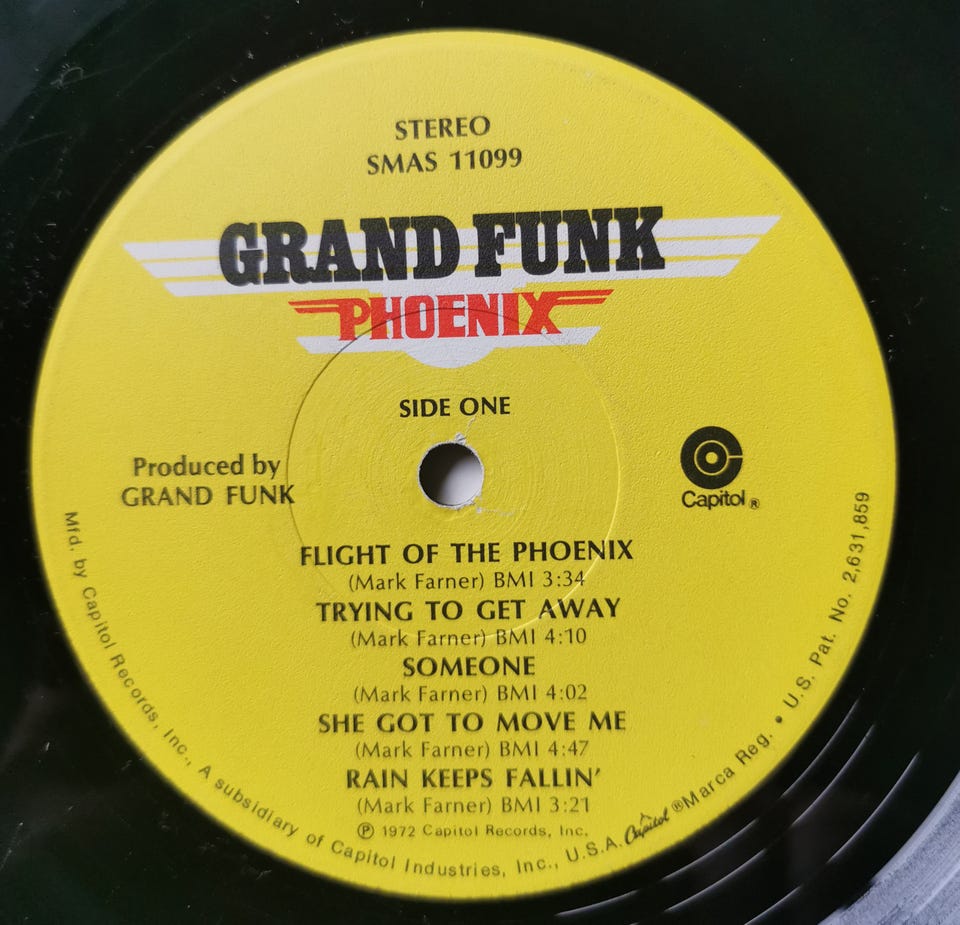 STEREO
SMAS 11099
GRAND FUNK
PHOENIX
SIDE ONE
Produced by
GRAND FUNK
Capitol ®
FLIGHT OF THE PHOENIX
(Mark Farner) BMI 3:34
TRYING TO GET AWAY
(Mark Farner) BMI 4:10
SOMEONE
(Mark Farner) BMI 4:02
SHE GOT TO MOVE ME
(Mark Farner) BMI 4:47
RAIN KEEPS FALLIN'
(Mark Farner) BMI 3:21
℗ 1972 Capitol Records, Inc.
Mfd. by Capitol Records, Inc., A subsidiary of Capitol Industries, Inc., U.S.A. Capitol ® Marca Reg. • U.S. Pat. No. 2,631,859